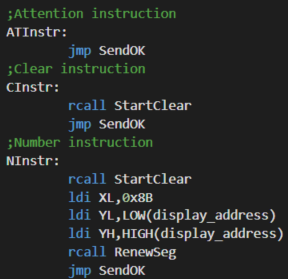 ;Attention instruction
ATInstr:
jmp SendOK
;Clear instruction
CInstr:
rcall StartClear
jmp SendOK
;Number instruction
NInstr:
rcall StartClear
ldi XL,0x8B
ldi YL,LOW(display_address)
ldi YH,HIGH(display_address)
rcall RenewSeg
jmp SendOK